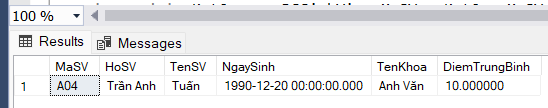 100 %
Results Messages
MaSV HoSV TenSV NgaySinh TenKhoa DiemTrungBinh
1 A04 Trần Anh Tuấn 1990-12-20 00:00:00.000 Anh Văn 10.000000